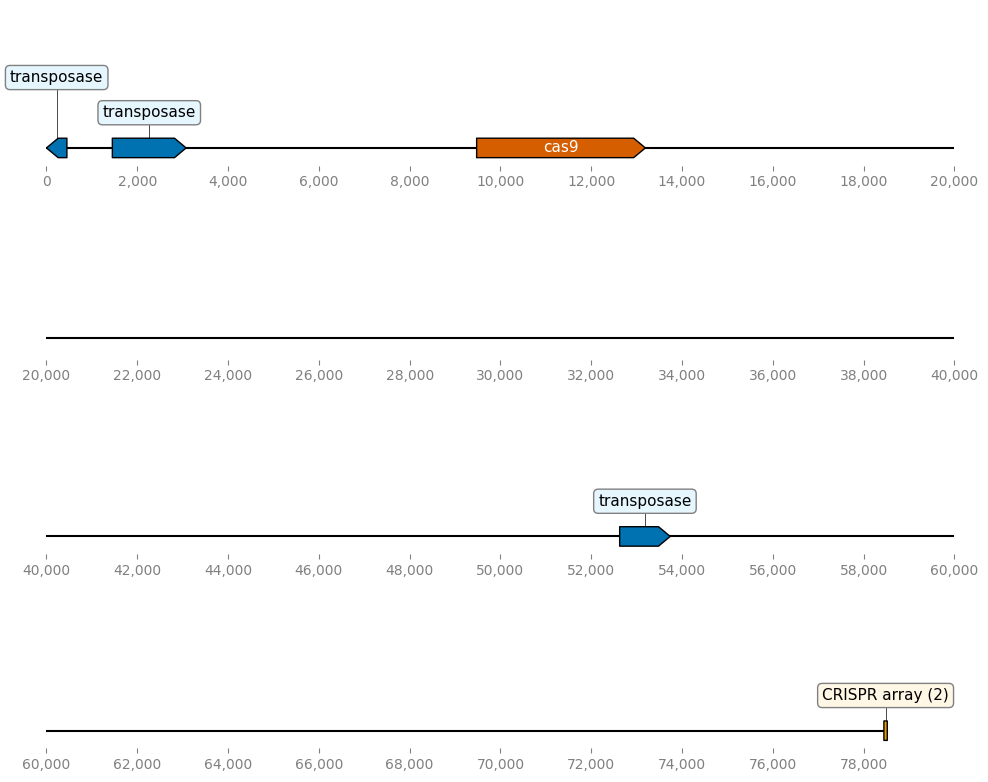 transposase
transposase
cas9
0 2,000 4,000 6,000 8,000 10,000 12,000 14,000 16,000 18,000 20,000
20,000 22,000 24,000 26,000 28,000 30,000 32,000 34,000 36,000 38,000 40,000
transposase
40,000 42,000 44,000 46,000 48,000 50,000 52,000 54,000 56,000 58,000 60,000
CRISPR array (2)
60,000 62,000 64,000 66,000 68,000 70,000 72,000 74,000 76,000 78,000